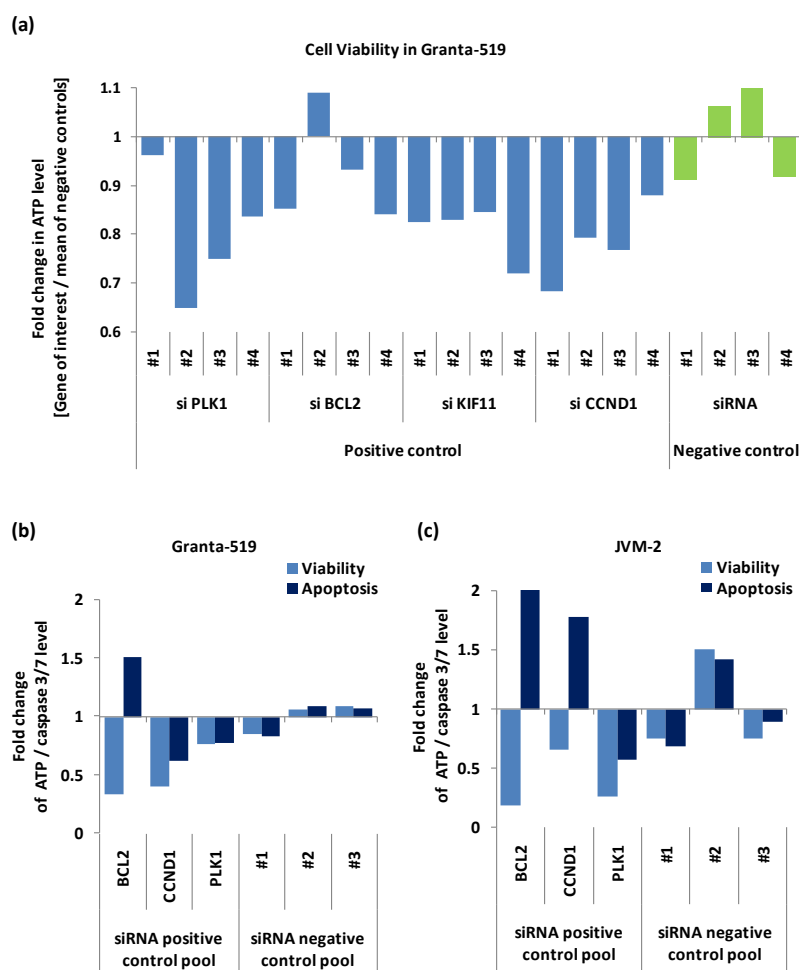 (a)
Cell Viability in Granta-519
Fold change in ATP level
[Gene of interest / mean of negative controls]
1.1
1
0.9
0.8
0.7
0.6
#1 #2 #3 #4 #1 #2 #3 #4 #1 #2 #3 #4 #1 #2 #3 #4 #1 #2 #3 #4
si PLK1 si BCL2 si KIF11 si CCND1 siRNA
Positive control Negative control
(b)
Granta-519
Viability
Apoptosis
Fold change
of ATP / caspase 3/7 level
2
1.5
1
0.5
0
BCL2 CCND1 PLK1 #1 #2 #3
siRNA positive siRNA negative
control pool control pool
(c)
JVM-2
Viability
Apoptosis
Fold change
of ATP / caspase 3/7 level
2
1.5
1
0.5
0
BCL2 CCND1 PLK1 #1 #2 #3
siRNA positive siRNA negative
control pool control pool